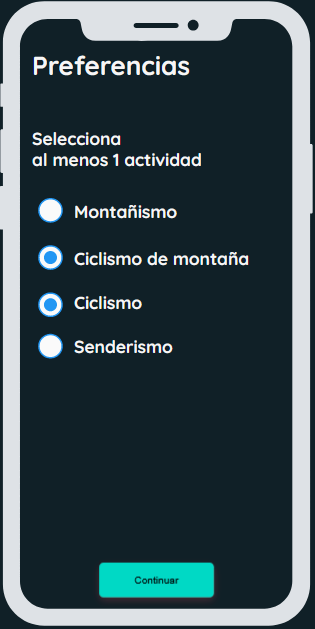 Preferencias
Selecciona
al menos 1 actividad
Montañismo
Ciclismo de montaña
Ciclismo
Senderismo
Continuar